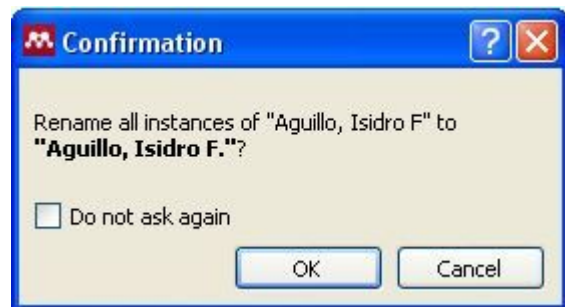 Confirmation
?
Rename all instances of "Aguillo, Isidro F" to
"Aguillo, Isidro F."?
Do not ask again
OK
Cancel